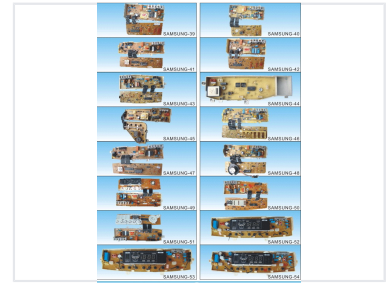 SAMSUNG-39
SAMSUNG-40
SAMSUNG-41
SAMSUNG-42
SAMSUNG-43
SAMSUNG-44
SAMSUNG-45
SAMSUNG-46
SAMSUNG-47
SAMSUNG-48
SAMSUNG-49
SAMSUNG-50
SAMSUNG-51
SAMSUNG-52
SAMSUNG-53
SAMSUNG-54